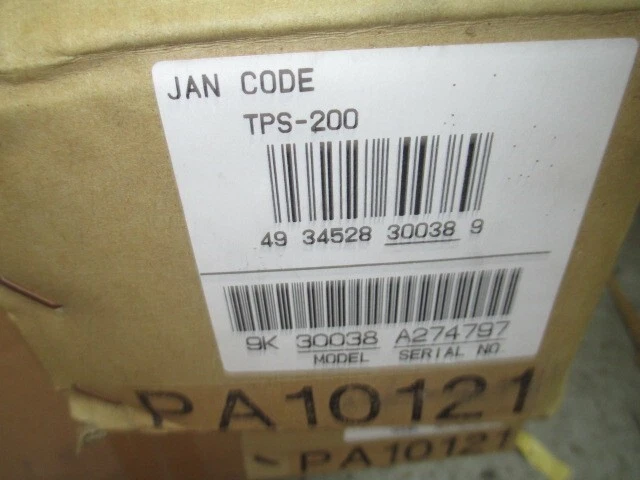 JAN CODE
TPS-200
49 34528 30038 9
9K 30038 A274797
MODEL SERIAL NO.
PA10121
PA10121